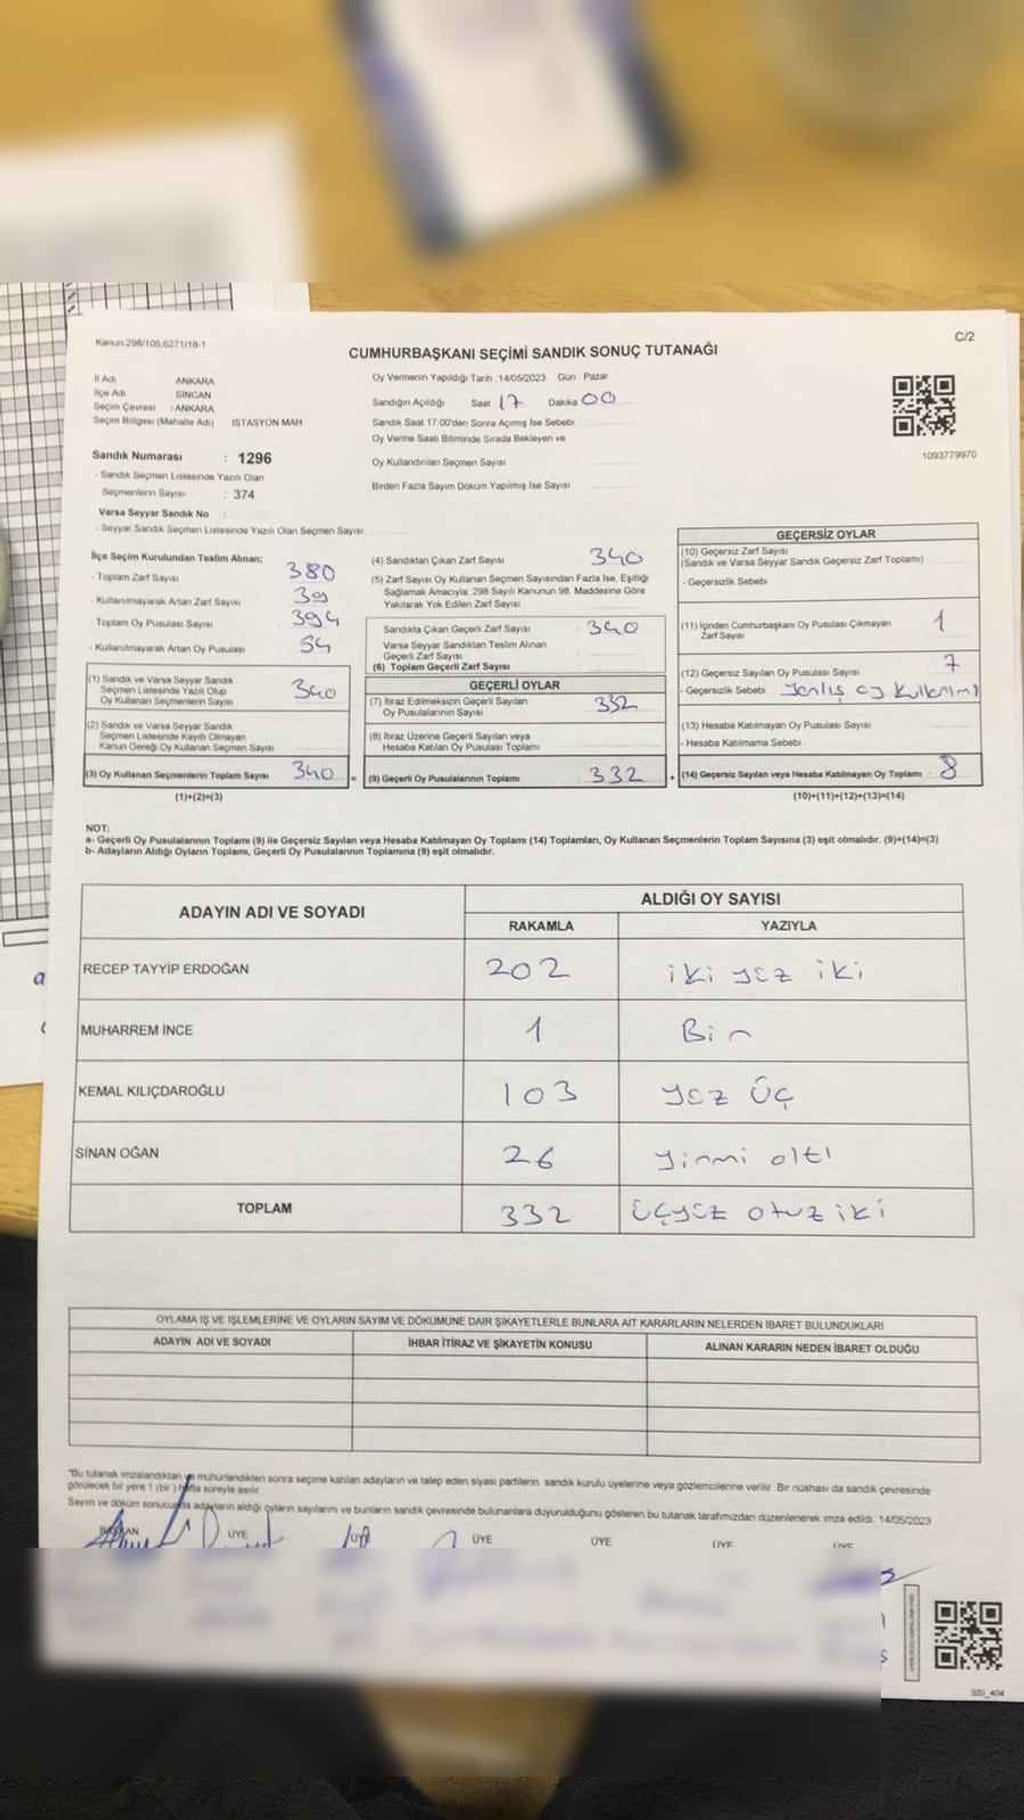 Kanun:298/105,6271/16-1
C/2
CUMHURBAŞKANI SEÇİMİ SANDIK SONUÇ TUTANAĞI
İl Adı ANKARA
İlçe Adı SİNCAN
Seçim Çevresi : ANKARA
Seçim Bölgesi (Mahalle Adı) İSTASYON MAH.
Oy Vermenin Yapıldığı Tarih :14/05/2023 Gün : Pazar
Sandığın Açıldığı Saat 17 Dakika 00
Sandık Saat 17.00'den Sonra Açımış İse Sebebi
Oy Verme Saati Bitiminde Sırada Bekleyen ve
Oy Kullandırılan Seçmen Sayısı
Birden Fazla Sayım Döküm Yapılmış İse Sayısı
1093779970
Sandık Numarası : 1296
- Sandık Seçmen Listesinde Yazılı Olan
Seçmenlerin Sayısı : 374
Varsa Seyyar Sandık No :
- Seyyar Sandık Seçmen Listesinde Yazılı Olan Seçmen Sayısı
İlçe Seçim Kurulundan Teslim Alınan;
- Toplam Zarf Sayısı 380
- Kullanılmayarak Artan Zarf Sayısı 39
- Toplam Oy Pusulası Sayısı 394
- Kullanılmayarak Artan Oy Pusulası 54
(1) Sandık ve Varsa Seyyar Sandık
Seçmen Listesinde Yazılı Olup
Oy Kullanan Seçmenlerin Sayısı 340
(2) Sandık ve Varsa Seyyar Sandık
Seçmen Listesinde Kayıtlı Olmayan
Kanun Gereği Oy Kullanan Seçmen Sayısı
(3) Oy Kullanan Seçmenlerin Toplam Sayısı 340
(1)+(2)=(3)
(4) Sandıktan Çıkan Zarf Sayısı 340
(5) Zarf Sayısı Oy Kullanan Seçmen Sayısından Fazla İse, Eşitliği
Sağlamak Amacıyla, 298 Sayılı Kanunun 98. Maddesine Göre
Yakılarak Yok Edilen Zarf Sayısı
Sandıkta Çıkan Geçerli Zarf Sayısı 340
Varsa Seyyar Sandıktan Teslim Alınan
Geçerli Zarf Sayısı
(6) Toplam Geçerli Zarf Sayısı
GEÇERLİ OYLAR
(7) İtiraz Edilmeksizin Geçerli Sayılan
Oy Pusulalarının Sayısı 332
(8) İtiraz Üzerine Geçerli Sayılan veya
Hesaba Katılan Oy Pusulası Toplamı
= (9) Geçerli Oy Pusulalarının Toplamı 332
GEÇERSİZ OYLAR
(10) Geçersiz Zarf Sayısı
(Sandık ve Varsa Seyyar Sandık Geçersiz Zarf Toplamı)
- Geçersizlik Sebebi
(11) İçinden Cumhurbaşkanı Oy Pusulası Çıkmayan
Zarf Sayısı 1
(12) Geçersiz Sayılan Oy Pusulası Sayısı 7
- Geçersizlik Sebebi Yanlış oy kullanımı
(13) Hesaba Katılmayan Oy Pusulası Sayısı
- Hesaba Katılmama Sebebi
+ (14) Geçersiz Sayılan veya Hesaba Katılmayan Oy Toplamı 8
(10)+(11)+(12)+(13)=(14)
NOT:
a- Geçerli Oy Pusulalarının Toplamı (9) ile Geçersiz Sayılan veya Hesaba Katılmayan Oy Toplamı (14) Toplamları, Oy Kullanan Seçmenlerin Toplam Sayısına (3) eşit olmalıdır. (9)+(14)=(3)
b- Adayların Aldığı Oyların Toplamı, Geçerli Oy Pusulalarının Toplamına (9) eşit olmalıdır.
ADAYIN ADI VE SOYADI ALDIĞI OY SAYISI
RAKAMLA YAZIYLA
RECEP TAYYİP ERDOĞAN 202 iki yüz iki
MUHARREM İNCE 1 Bir
KEMAL KILIÇDAROĞLU 103 yüz üç
SİNAN OĞAN 26 yirmi altı
TOPLAM 332 üçyüz otuz iki
OYLAMA İŞ VE İŞLEMLERİNE VE OYLARIN SAYIM VE DÖKÜMÜNE DAİR ŞİKAYETLERLE BUNLARA AİT KARARLARIN NELERDEN İBARET BULUNDUKLARI
ADAYIN ADI VE SOYADI İHBAR İTİRAZ VE ŞİKAYETİN KONUSU ALINAN KARARIN NEDEN İBARET OLDUĞU
"Bu tutanak imzalandıktan ve mühürlendikten sonra seçime katılan adayların ve talep eden siyasi partilerin sandık kurulu üyelerine veya gözlemcilerine verilir. Bir nüshası da sandık çevresinde
görülecek bir yere 1 (bir) hafta süreyle asılır.
Sayım ve döküm sonucunda adayların aldığı oyların sayılarını ve bunların sandık çevresinde bulunanlara duyurulduğunu gösteren bu tutanak tarafımızdan düzenlenerek imza edildi. 14/05/2023
BAŞKAN ÜYE ÜYE ÜYE ÜYE ÜYE ÜYE